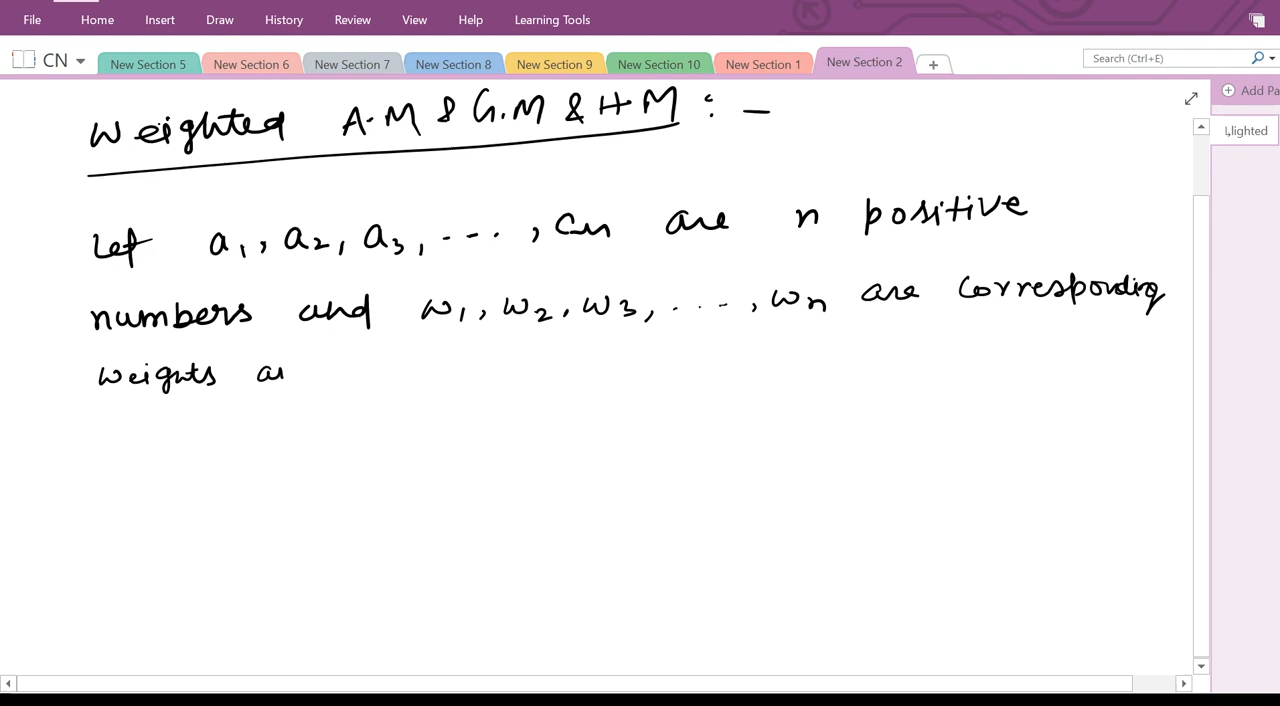 File Home Insert Draw History Review View Help Learning Tools
CN New Section 5 New Section 6 New Section 7 New Section 8 New Section 9 New Section 10 New Section 1 New Section 2 Search (Ctrl+E)
Add Pa
Weighted A.M & G.M & H M : -
Let a1, a2, a3, ...., an are n positive
numbers and w1, w2, w3, ....., wn are corresponding
weights